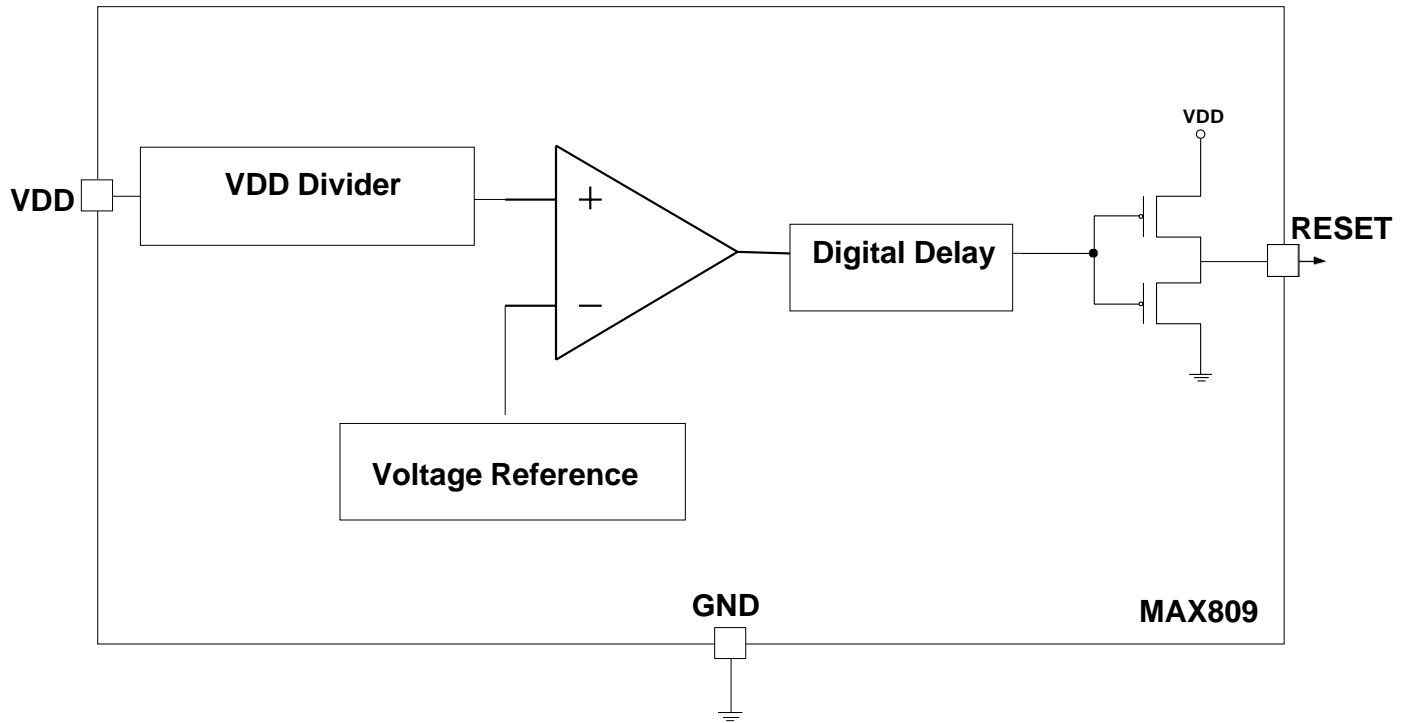 VDD
VDD Divider
VDD
+
Digital Delay
RESET
−
Voltage Reference
GND
MAX809